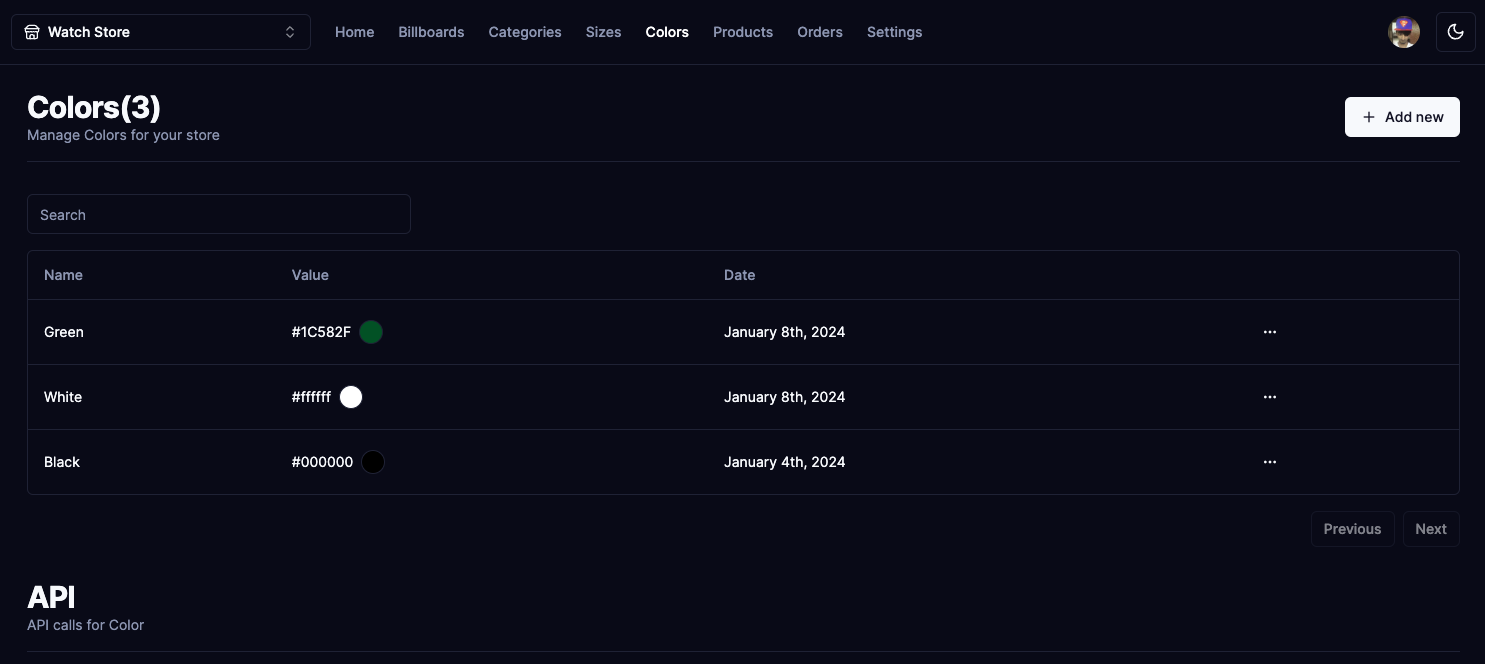 Watch Store Home Billboards Categories Sizes Colors Products Orders Settings
Colors(3)
Manage Colors for your store
Add new
Search
Name Value Date
Green #1C582F January 8th, 2024
White #ffffff January 8th, 2024
Black #000000 January 4th, 2024
Previous Next
API
API calls for Color